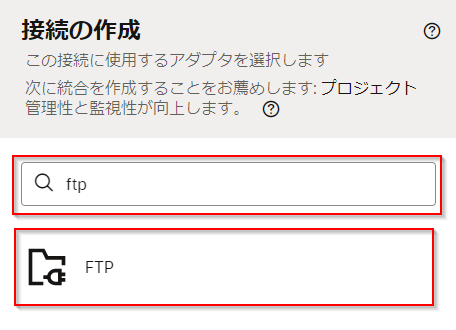 接続の作成
この接続に使用するアダプタを選択します
次に統合を作成することをお薦めします: プロジェクト
管理性と監視性が向上します。
ftp
FTP